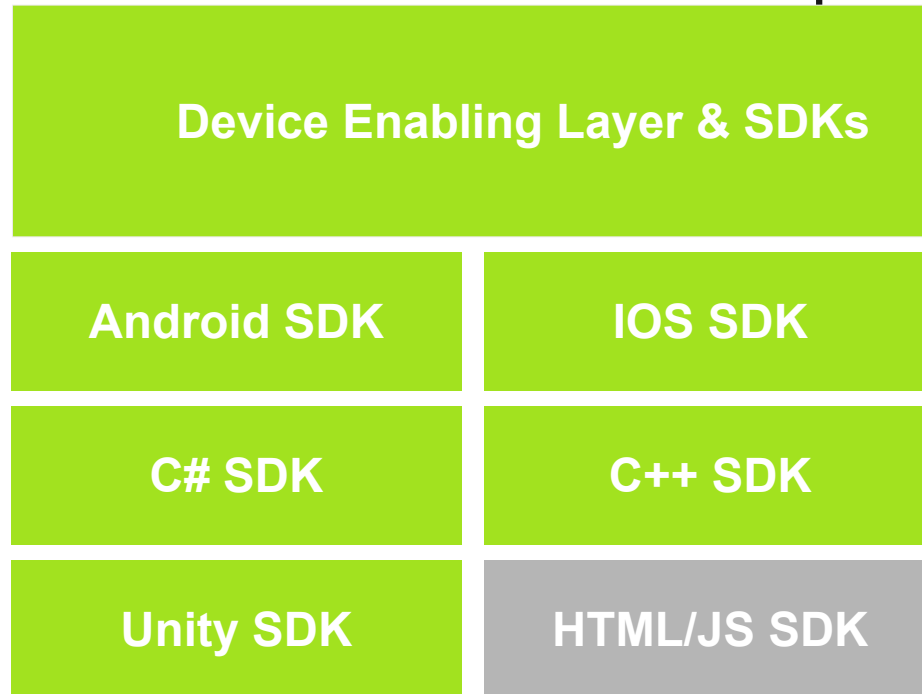 Device Enabling Layer & SDKs
Android SDK
IOS SDK
C# SDK
C++ SDK
Unity SDK
HTML/JS SDK